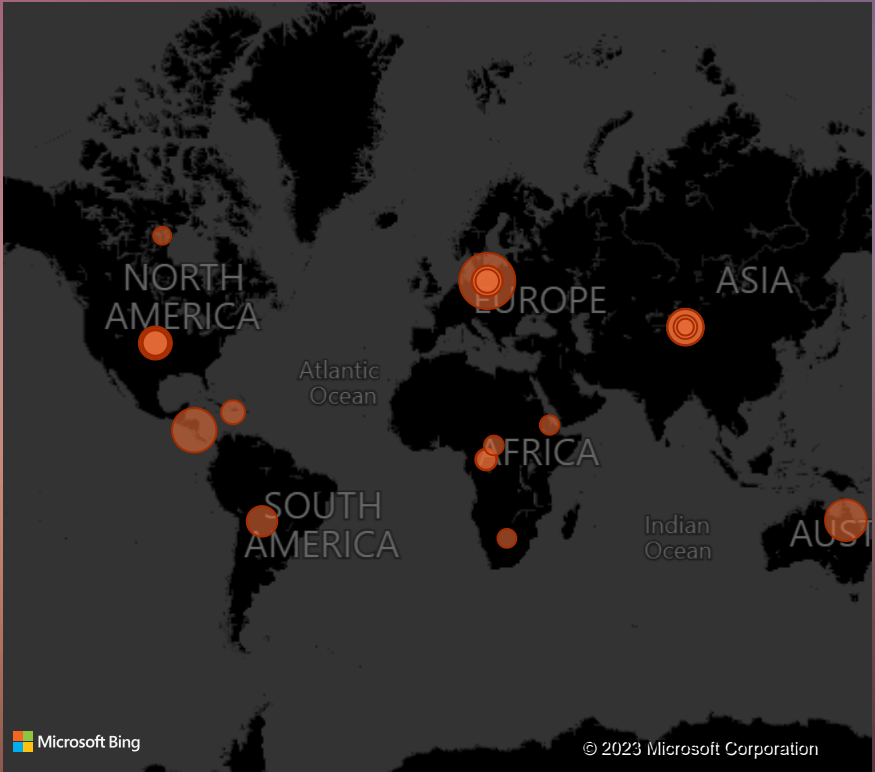 NORTH
AMERICA
EUROPE
ASIA
Atlantic
Ocean
AFRICA
SOUTH
AMERICA
Indian
Ocean
AUST
Microsoft Bing
© 2023 Microsoft Corporation